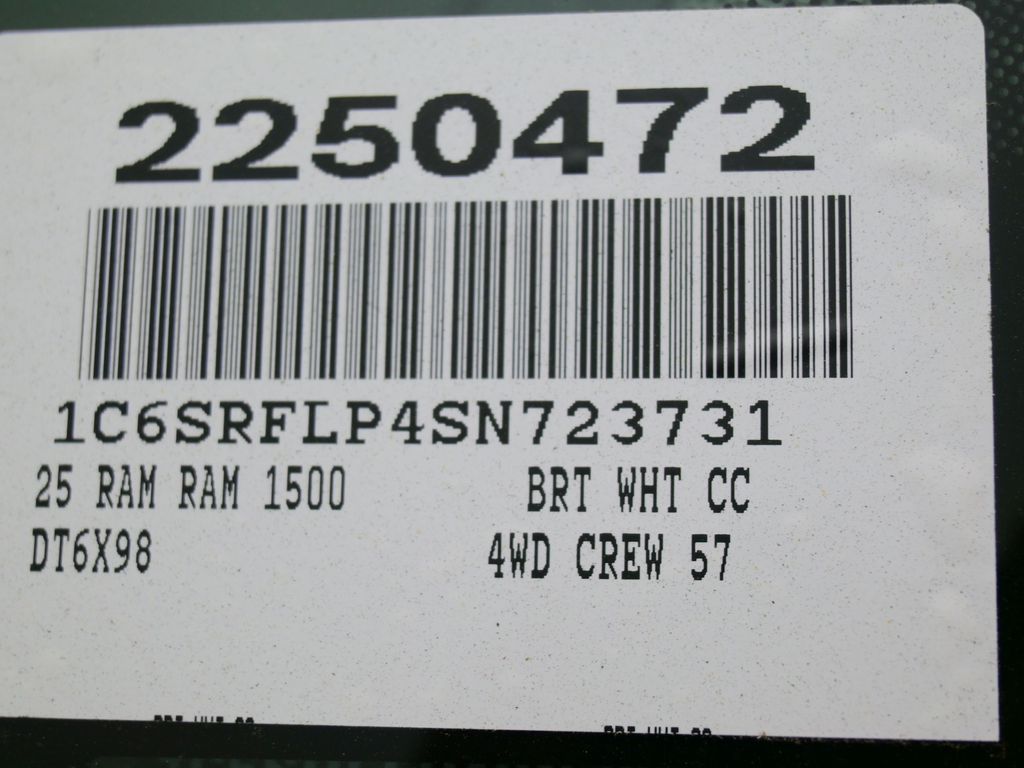 2250472
1C6SRFLP4SN723731
25 RAM RAM 1500 BRT WHT CC
DT6X98 4WD CREW 57